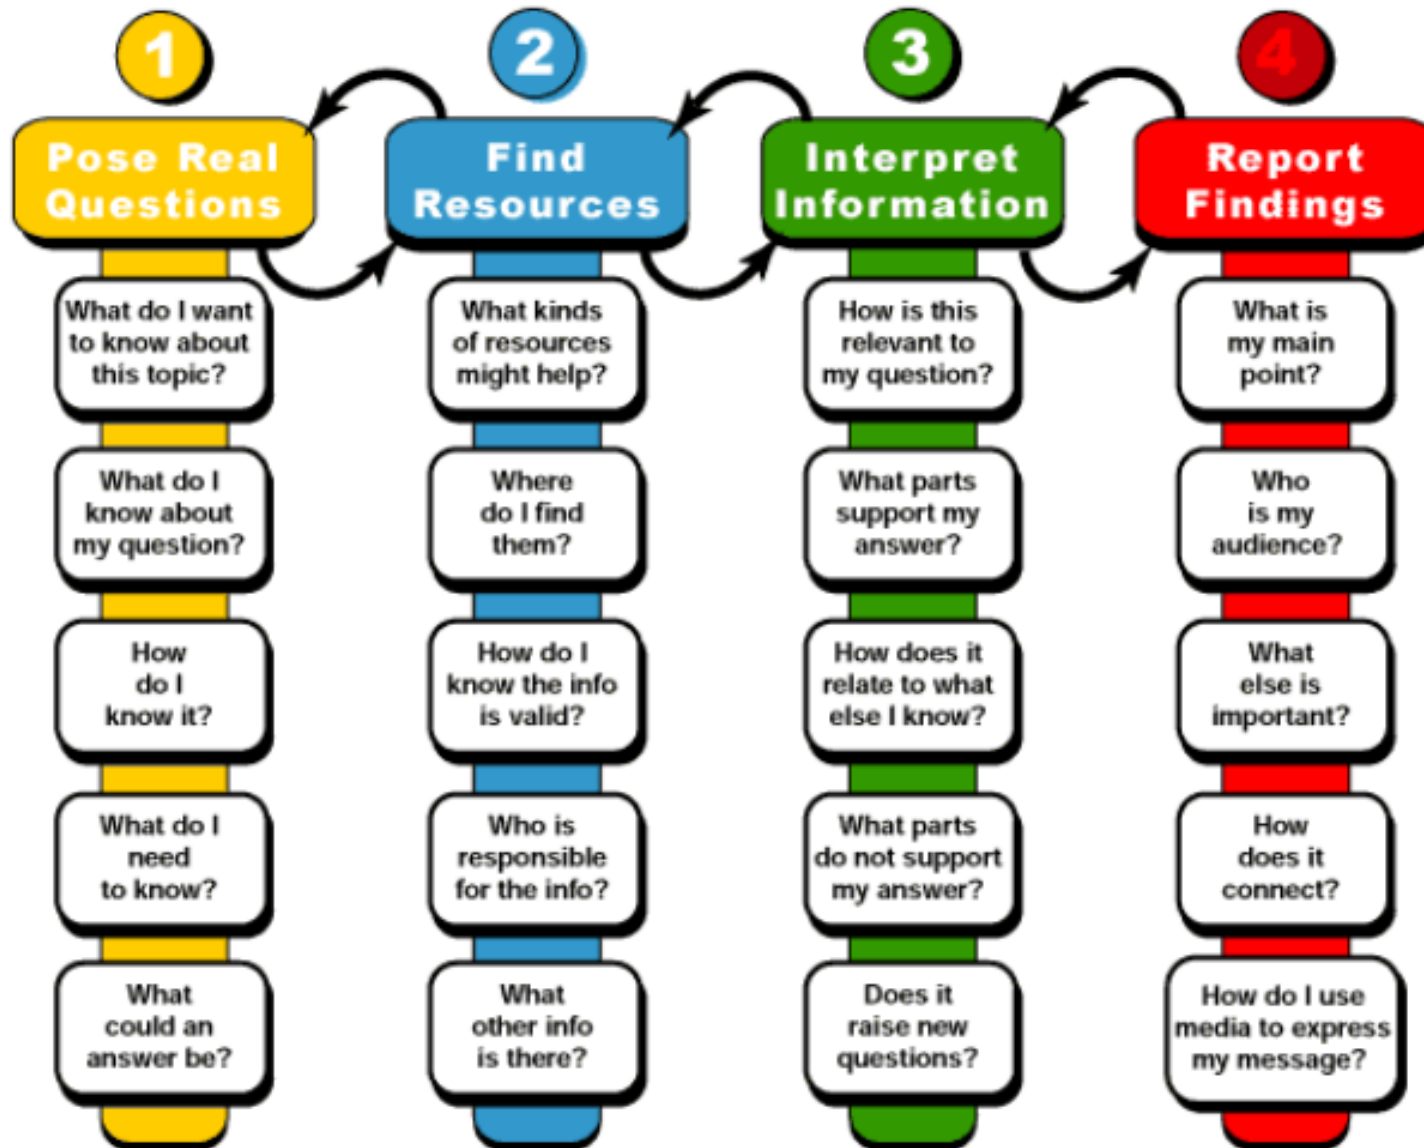 1
Pose Real
Questions
What do I want
to know about
this topic?
What do I
know about
my question?
How
do I
know it?
What do I
need
to know?
What
could an
answer be?
2
Find
Resources
What kinds
of resources
might help?
Where
do I find
them?
How do I
know the info
is valid?
Who is
responsible
for the info?
What
other info
is there?
3
Interpret
Information
How is this
relevant to
my question?
What parts
support my
answer?
How does it
relate to what
else I know?
What parts
do not support
my answer?
Does it
raise new
questions?
4
Report
Findings
What is
my main
point?
Who
is my
audience?
What
else is
important?
How
does it
connect?
How do I use
media to express
my message?